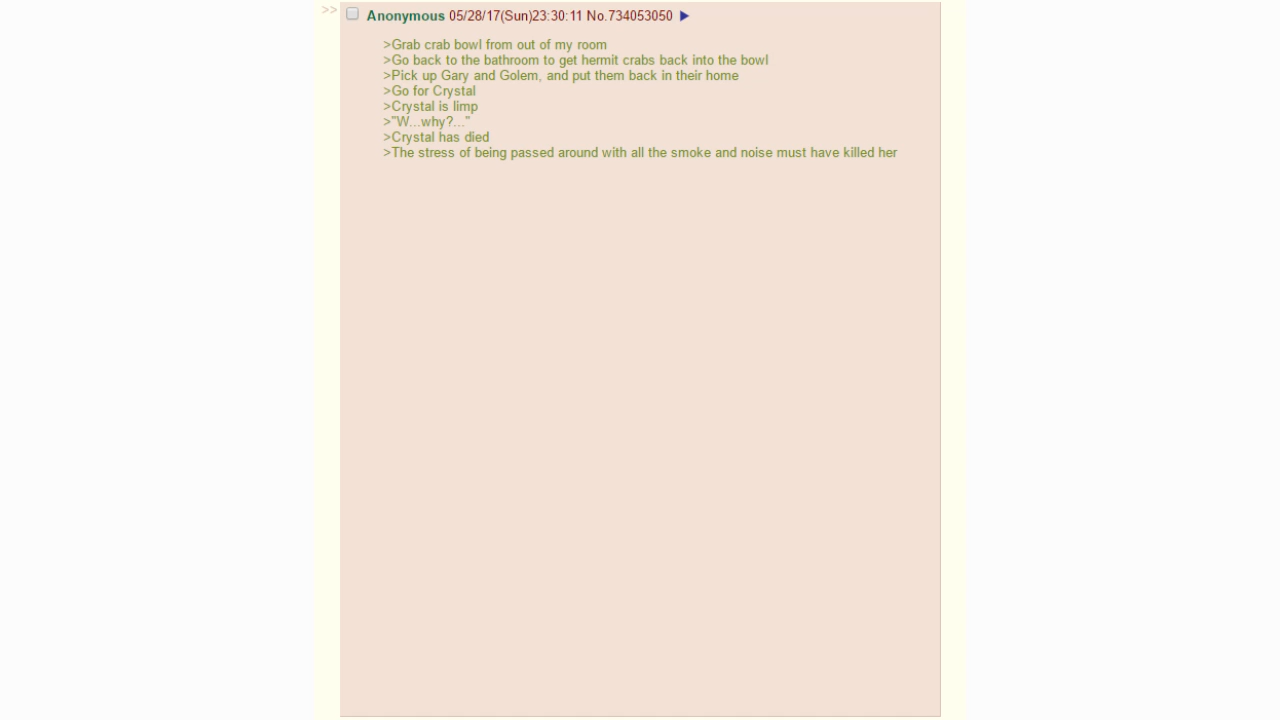 >>
Anonymous 05/28/17(Sun)23:30:11 No.734053050 ▶
>Grab crab bowl from out of my room
>Go back to the bathroom to get hermit crabs back into the bowl
>Pick up Gary and Golem, and put them back in their home
>Go for Crystal
>Crystal is limp
>"W...why?..."
>Crystal has died
>The stress of being passed around with all the smoke and noise must have killed her